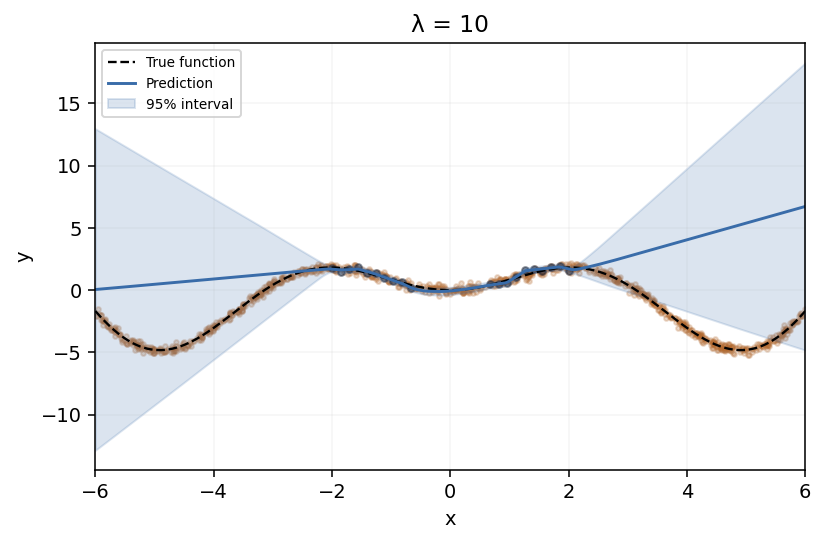 λ = 10
True function
Prediction
95% interval
y
15
10
5
0
−5
−10
−6 −4 −2 0 2 4 6
x